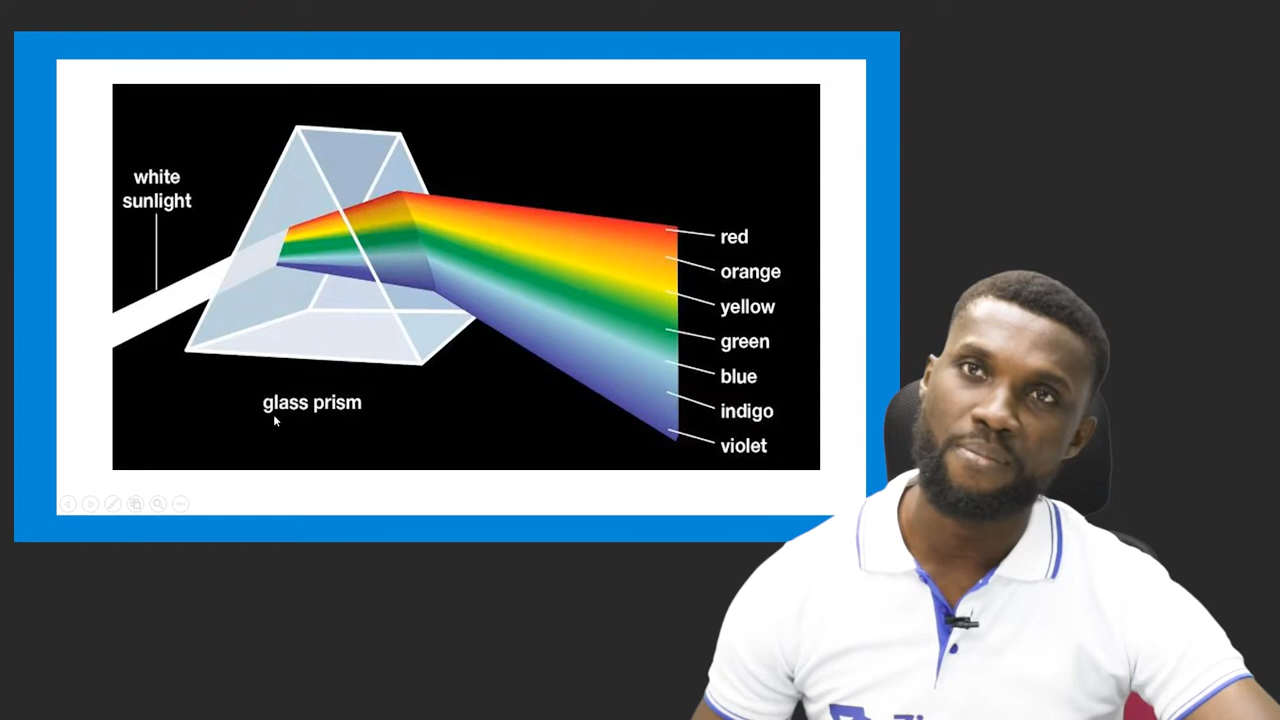 white
sunlight
red
orange
yellow
green
blue
indigo
violet
glass prism